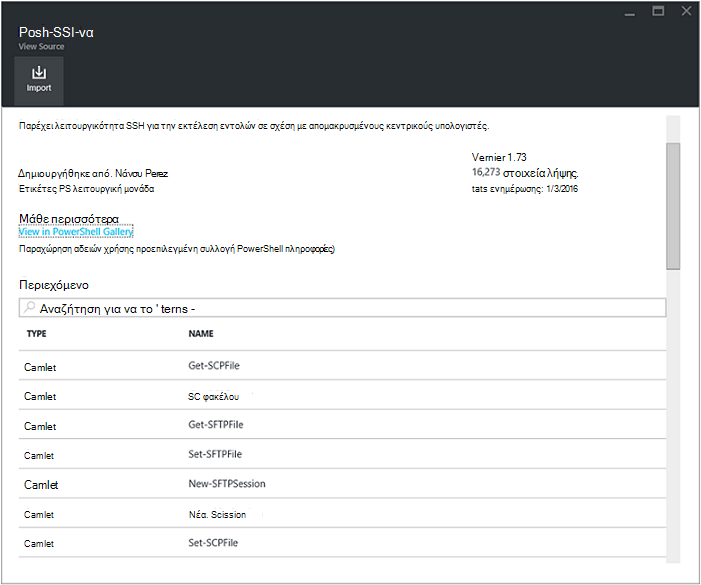 Posh-SSI-να
View Source
Import
Παρέχει λειτουργικότητα SSH για την εκτέλεση εντολών σε σχέση με απομακρυσμένους κεντρικούς υπολογιστές.
Vernier 1.73
Δημιουργήθηκε από. Νάνσυ Perez
16,273 στοιχεία λήψης.
Ετικέτες PS λειτουργική μονάδα
tats ενημέρωσης: 1/3/2016
Μάθε περισσότερα
View in PowerShell Gallery
Παραχώρηση αδειών χρήσης προεπιλεγμένη συλλογή PowerShell πληροφορίες)
Περιεχόμενο
Αναζήτηση για να το ' terns -
TYPE NAME
Camlet Get-SCPFile
Camlet SC φακέλου
Camlet Get-SFTPFile
Camlet Set-SFTPFile
Camlet New-SFTPSession
Camlet Νέα. Scission
Camlet Set-SCPFile